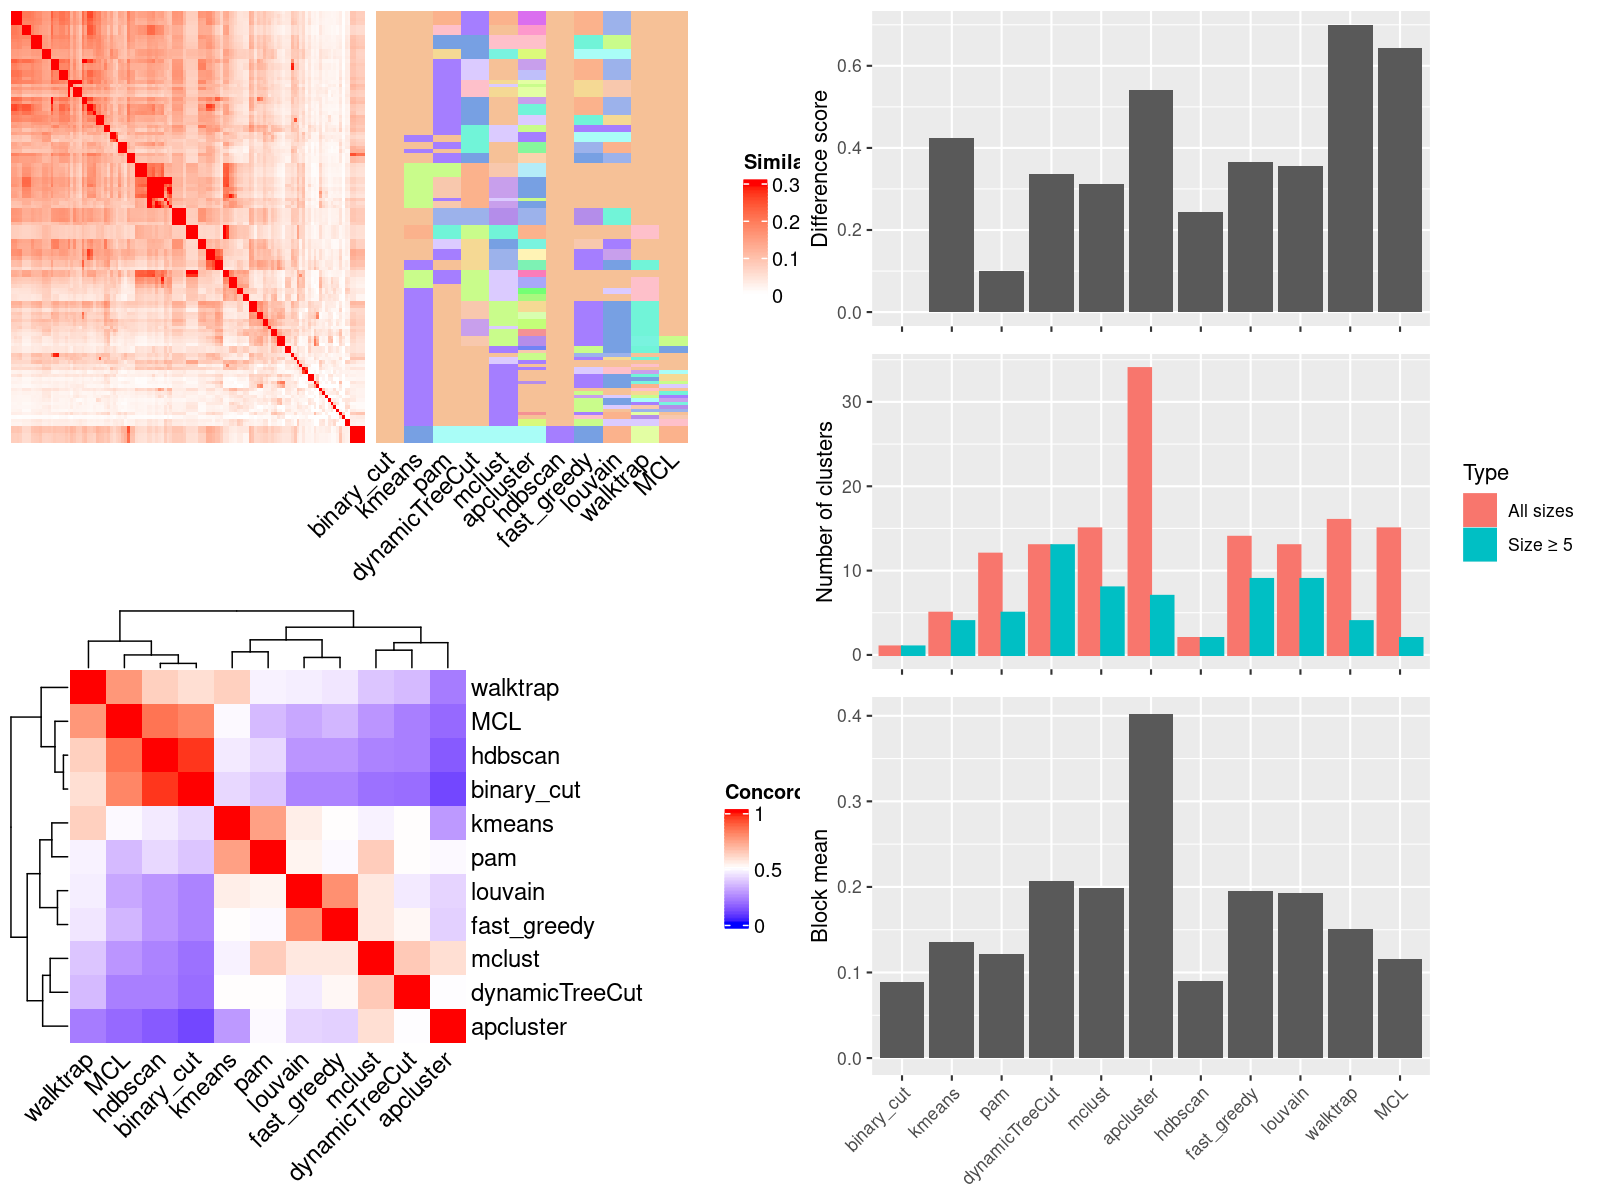 Simila
0.3
0.2
0.1
0
binary_cut
kmeans
pam
dynamicTreeCut
mclust
apcluster
hdbscan
fast_greedy
louvain
walktrap
MCL
walktrap
MCL
hdbscan
binary_cut
kmeans
pam
louvain
fast_greedy
mclust
dynamicTreeCut
apcluster
walktrap
MCL
hdbscan
binary_cut
kmeans
pam
louvain
fast_greedy
mclust
dynamicTreeCut
apcluster
Concord
1
0.5
0
Difference score
0.6
0.4
0.2
0.0
Number of clusters
30
20
10
0
Type
All sizes
Size ≥ 5
Block mean
0.4
0.3
0.2
0.1
0.0
binary_cut
kmeans
pam
dynamicTreeCut
mclust
apcluster
hdbscan
fast_greedy
louvain
walktrap
MCL